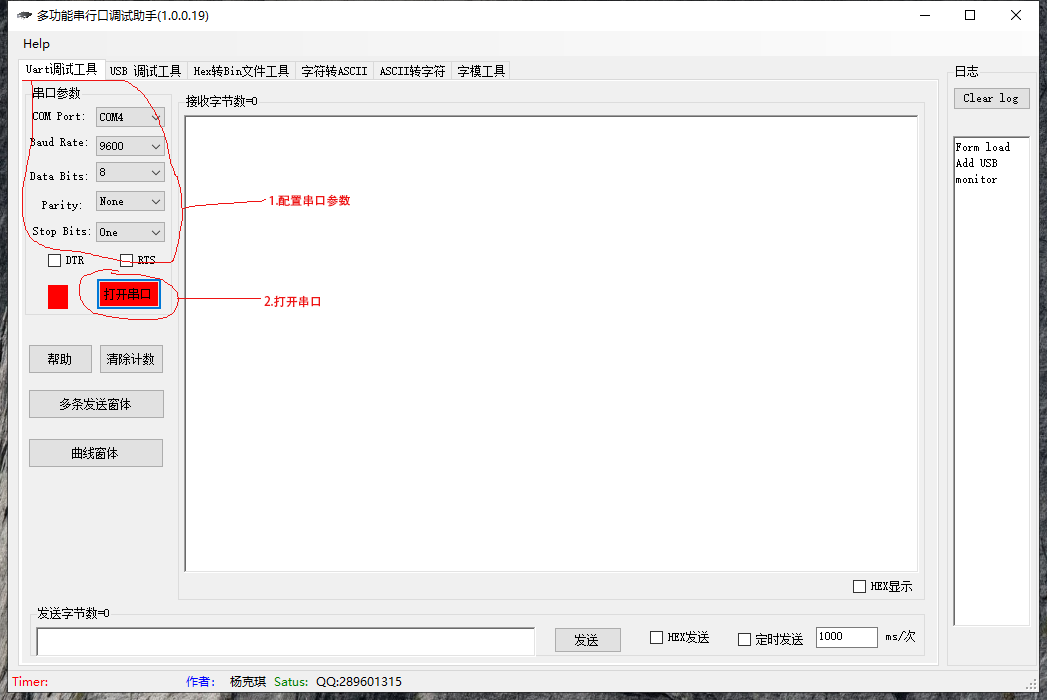 多功能串行口调试助手(1.0.0.19)
Help
Uart调试工具 USB 调试工具 Hex转Bin文件工具 字符转ASCII ASCII转字符 字模工具
日志
Clear log
串口参数
接收字节数=0
COM Port: COM4
Baud Rate: 9600
Data Bits: 8
Parity: None
Stop Bits: One
DTR RTS
打开串口
1.配置串口参数
2.打开串口
Form load
Add USB
monitor
帮助 清除计数
多条发送窗体
曲线窗体
HEX显示
发送字节数=0
发送 HEX发送 定时发送 1000 ms/次
Timer: 作者: 杨克琪 Satus: QQ:289601315